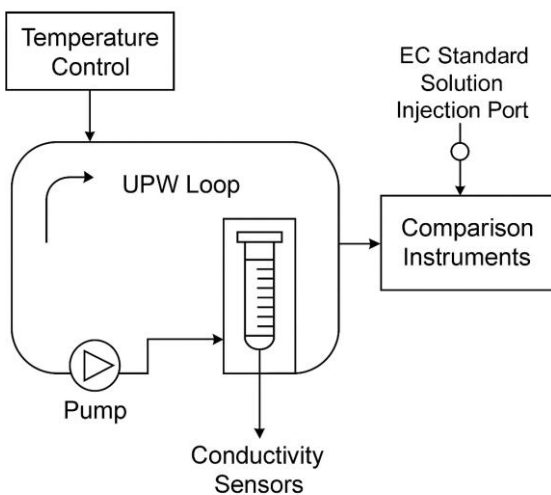 Temperature
Control
EC Standard
Solution
Injection Port
UPW Loop
Comparison
Instruments
Pump
Conductivity
Sensors